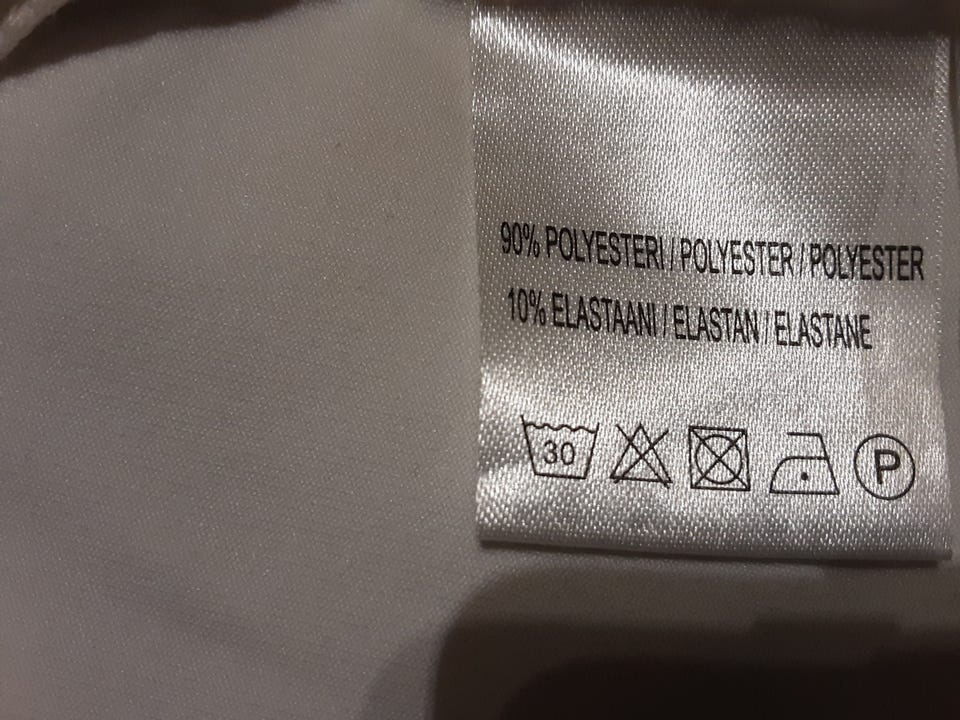 90% POLYESTERI / POLYESTER / POLYESTER
10% ELASTAANI / ELASTAN / ELASTANE
30 P